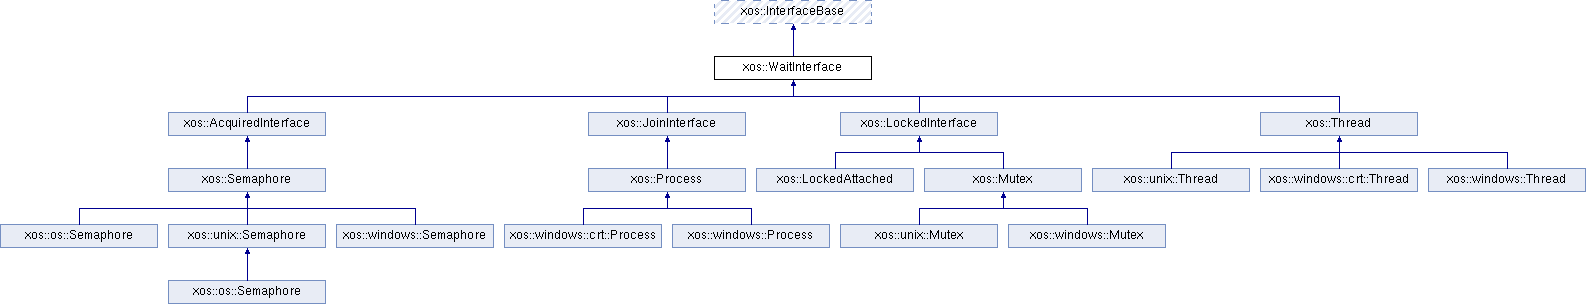 xos::InterfaceBase
xos::WaitInterface
xos::AcquiredInterface
xos::JoinInterface
xos::LockedInterface
xos::Thread
xos::Semaphore
xos::Process
xos::LockedAttached
xos::Mutex
xos::unix::Thread
xos::windows::crt::Thread
xos::windows::Thread
xos::os::Semaphore
xos::unix::Semaphore
xos::windows::Semaphore
xos::windows::crt::Process
xos::windows::Process
xos::unix::Mutex
xos::windows::Mutex
xos::os::Semaphore